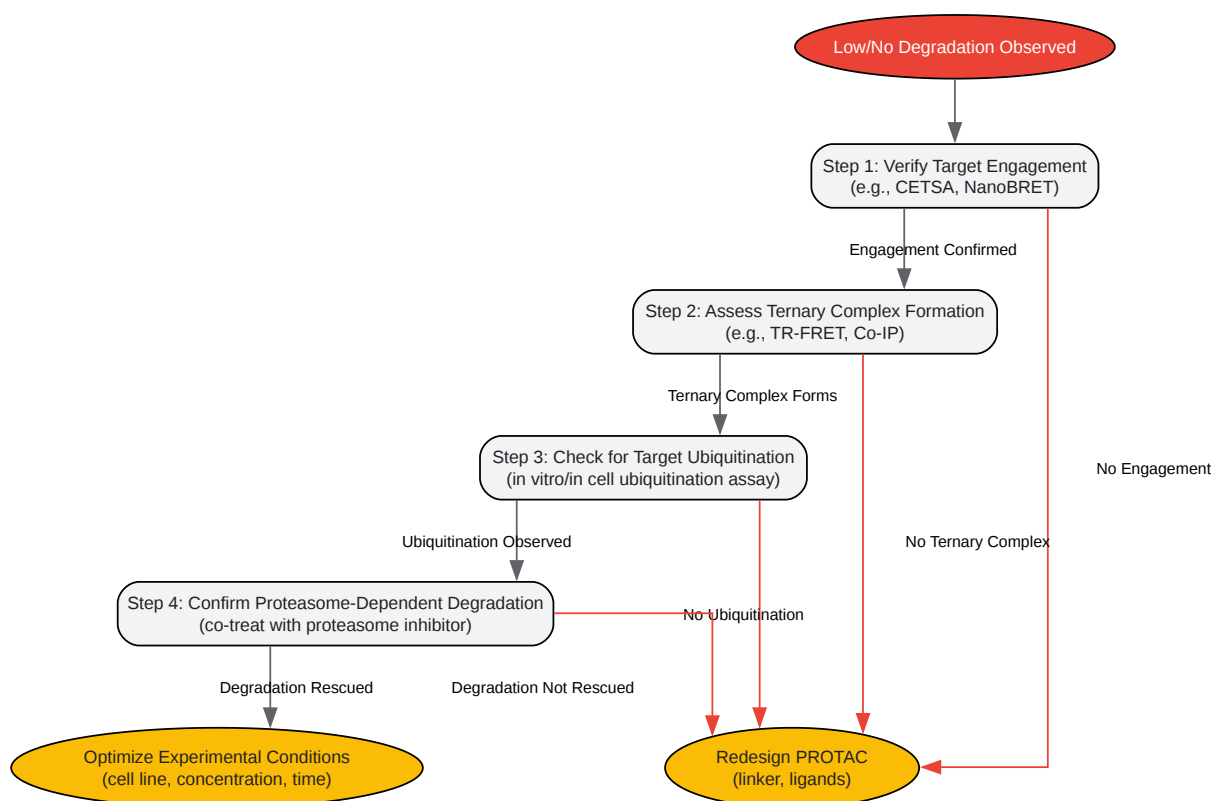 Low/No Degradation Observed
Step 1: Verify Target Engagement
(e.g., CETSA, NanoBRET)
Engagement Confirmed
Step 2: Assess Ternary Complex Formation
(e.g., TR-FRET, Co-IP)
Ternary Complex Forms
Step 3: Check for Target Ubiquitination
(in vitro/in cell ubiquitination assay)
No Engagement
Ubiquitination Observed
No Ternary Complex
Step 4: Confirm Proteasome-Dependent Degradation
(co-treat with proteasome inhibitor)
No Ubiquitination
Degradation Rescued
Degradation Not Rescued
Optimize Experimental Conditions
(cell line, concentration, time)
Redesign PROTAC
(linker, ligands)